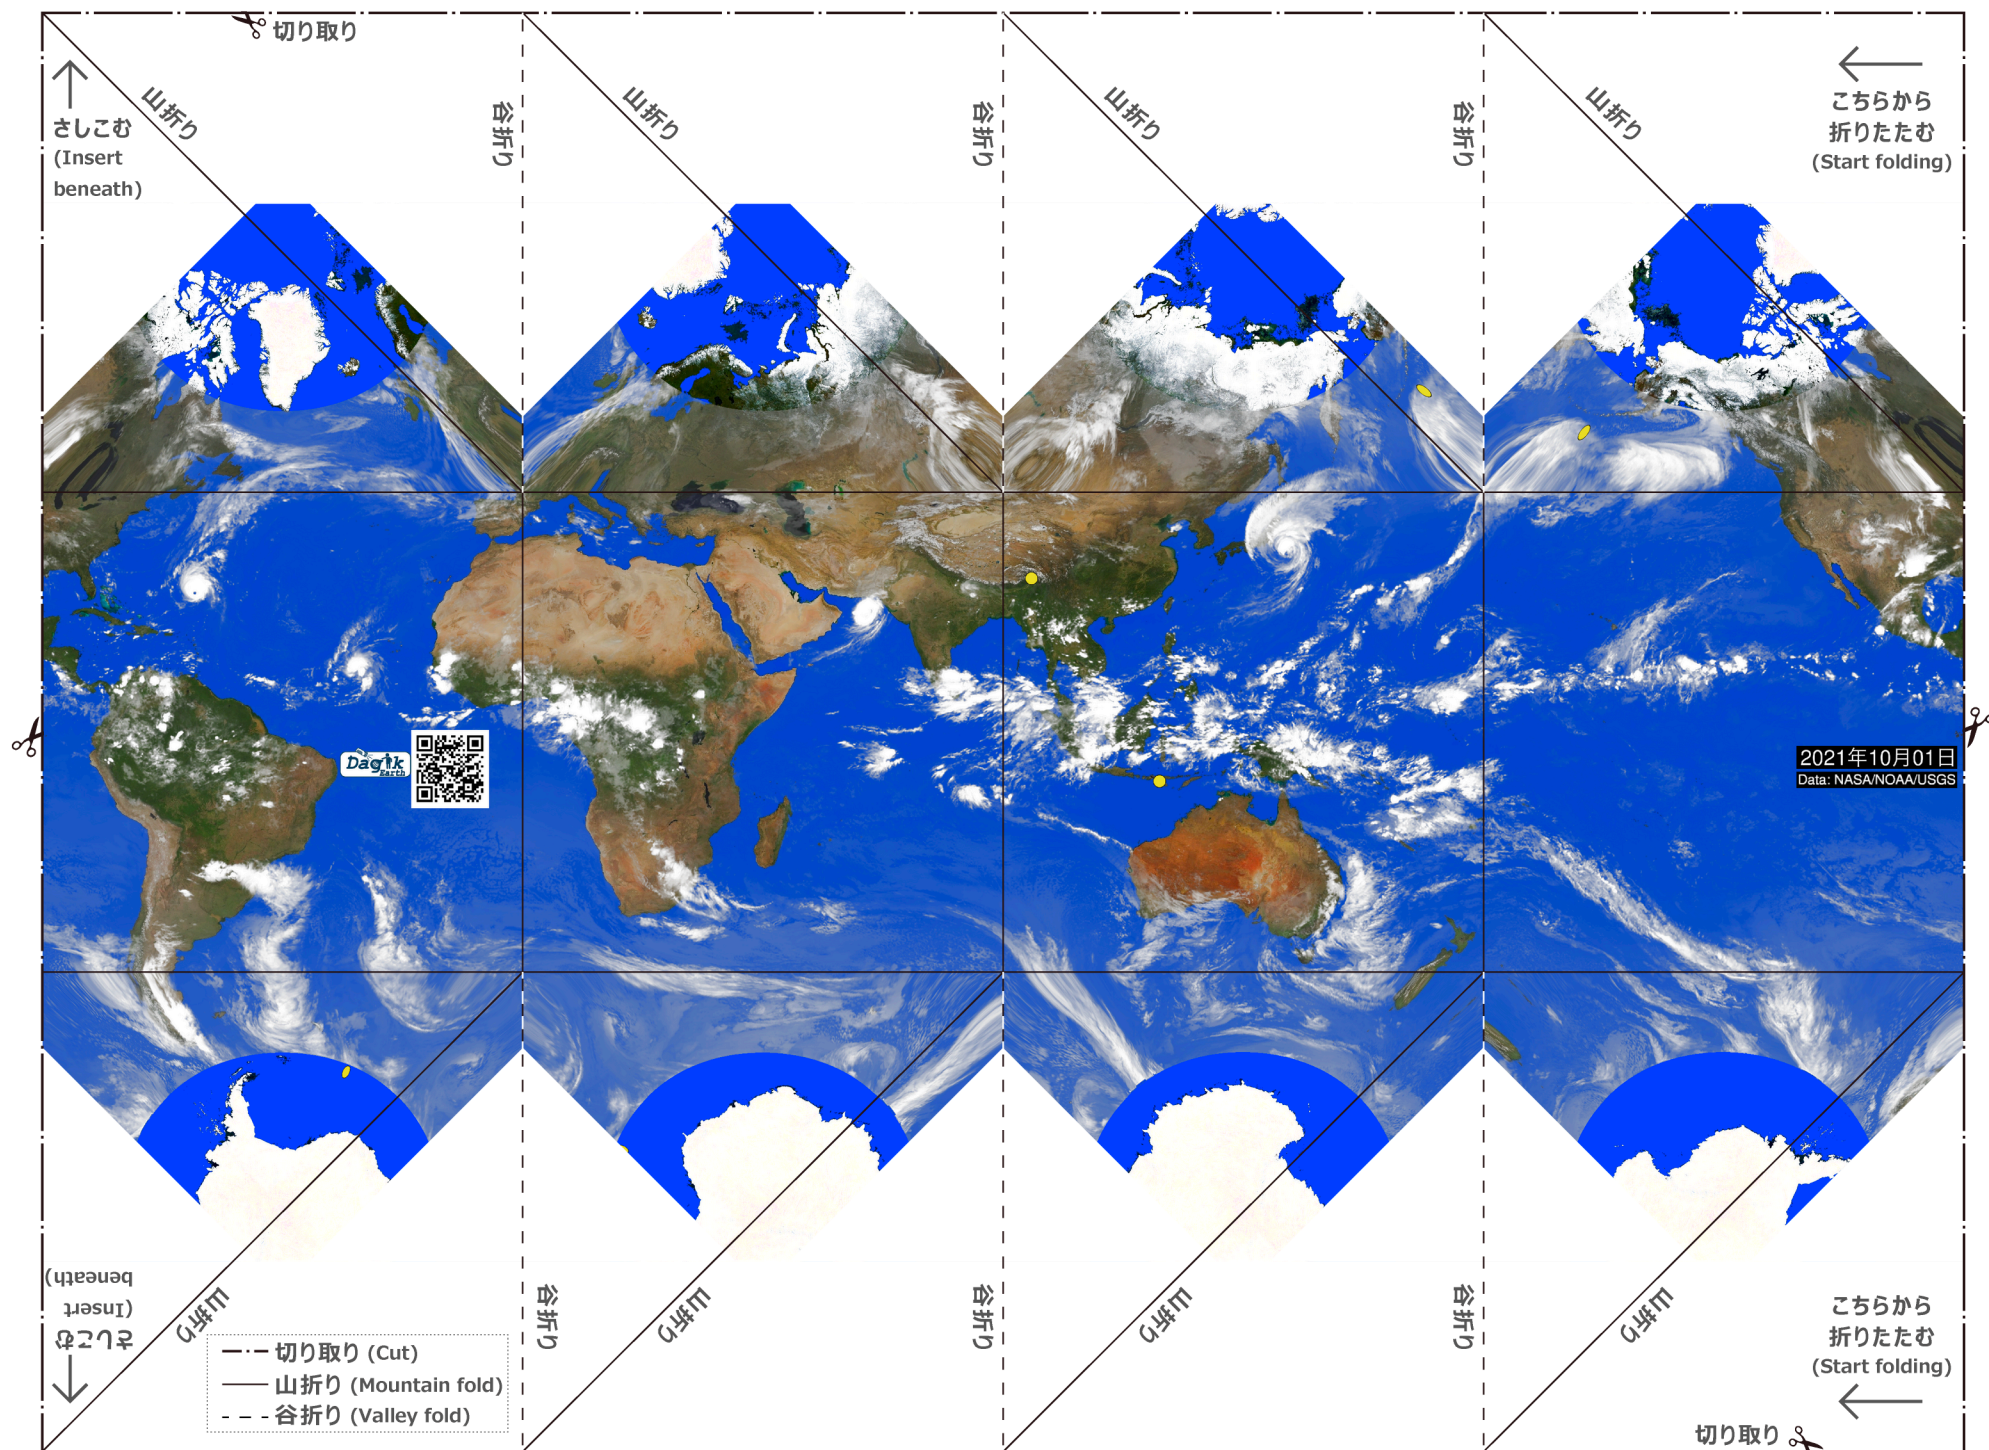 切り取り
さしこむ
(Insert
beneath)
山折り
谷折り
山折り
谷折り
山折り
谷折り
山折り
こちらから
折りたたむ
(Start folding)
Dagik
Earth
2021年10月01日
Data: NASA/NOAA/USGS
さしこむ
(Insert
beneath)
山折り
谷折り
山折り
谷折り
山折り
谷折り
山折り
こちらから
折りたたむ
(Start folding)
切り取り (Cut)
山折り (Mountain fold)
谷折り (Valley fold)
切り取り